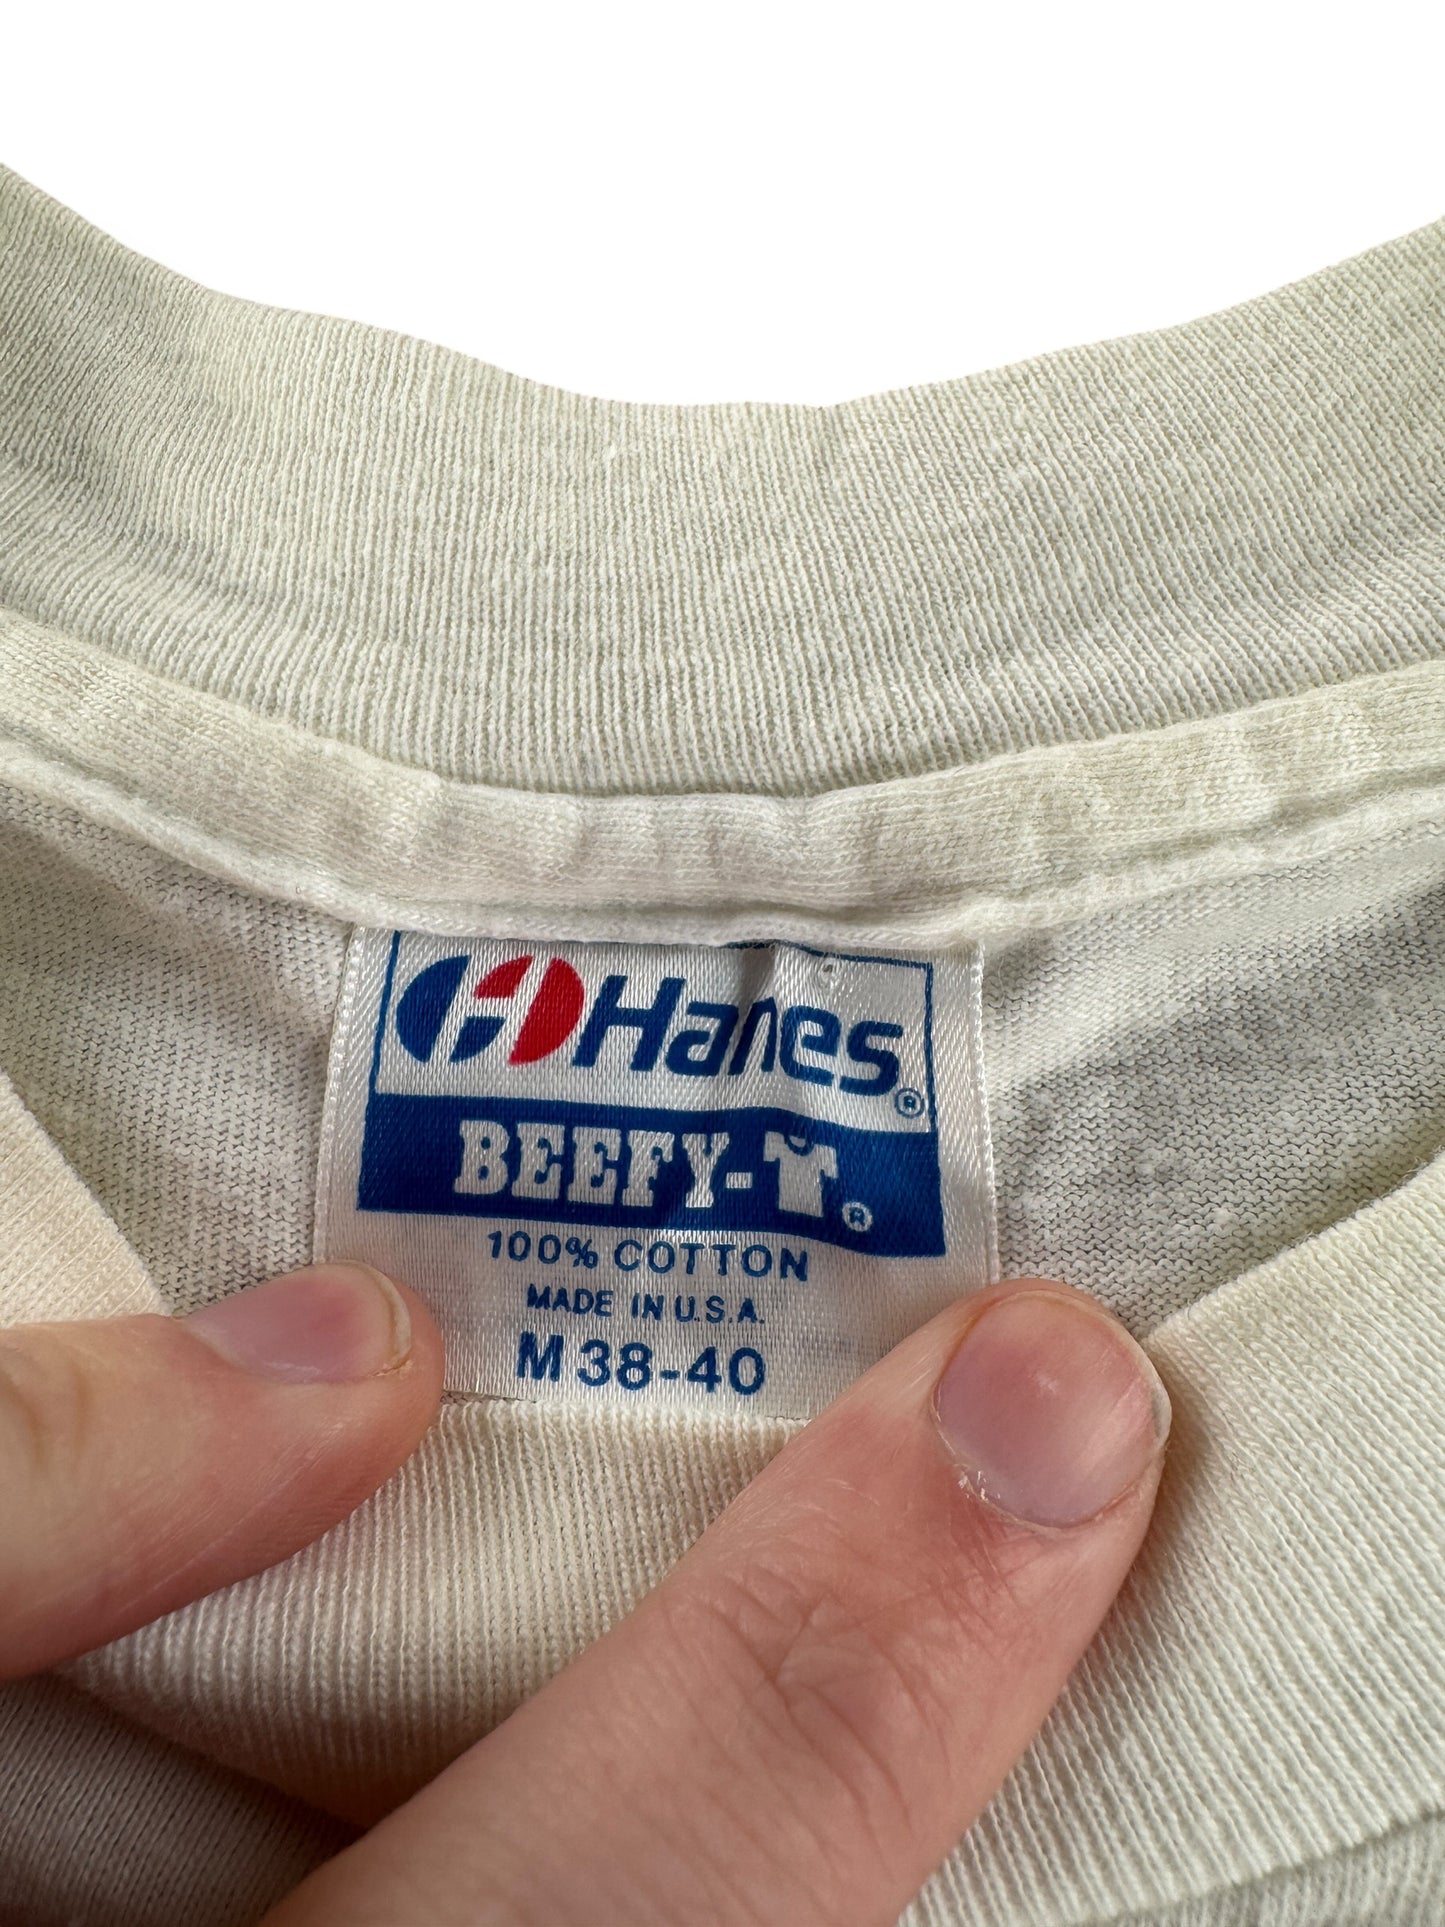 Hanes®
BEEFY-T®
100% COTTON
MADE IN U.S.A.
M 38-40